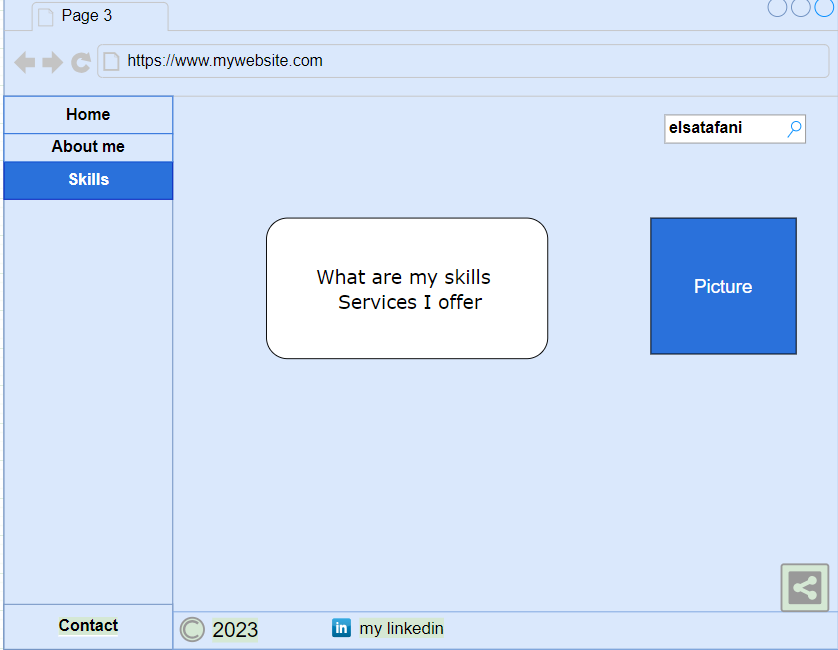 Page 3
https://www.mywebsite.com
Home
About me
Skills
elsatafani
What are my skills
Services I offer
Picture
Contact
© 2023
in my linkedin